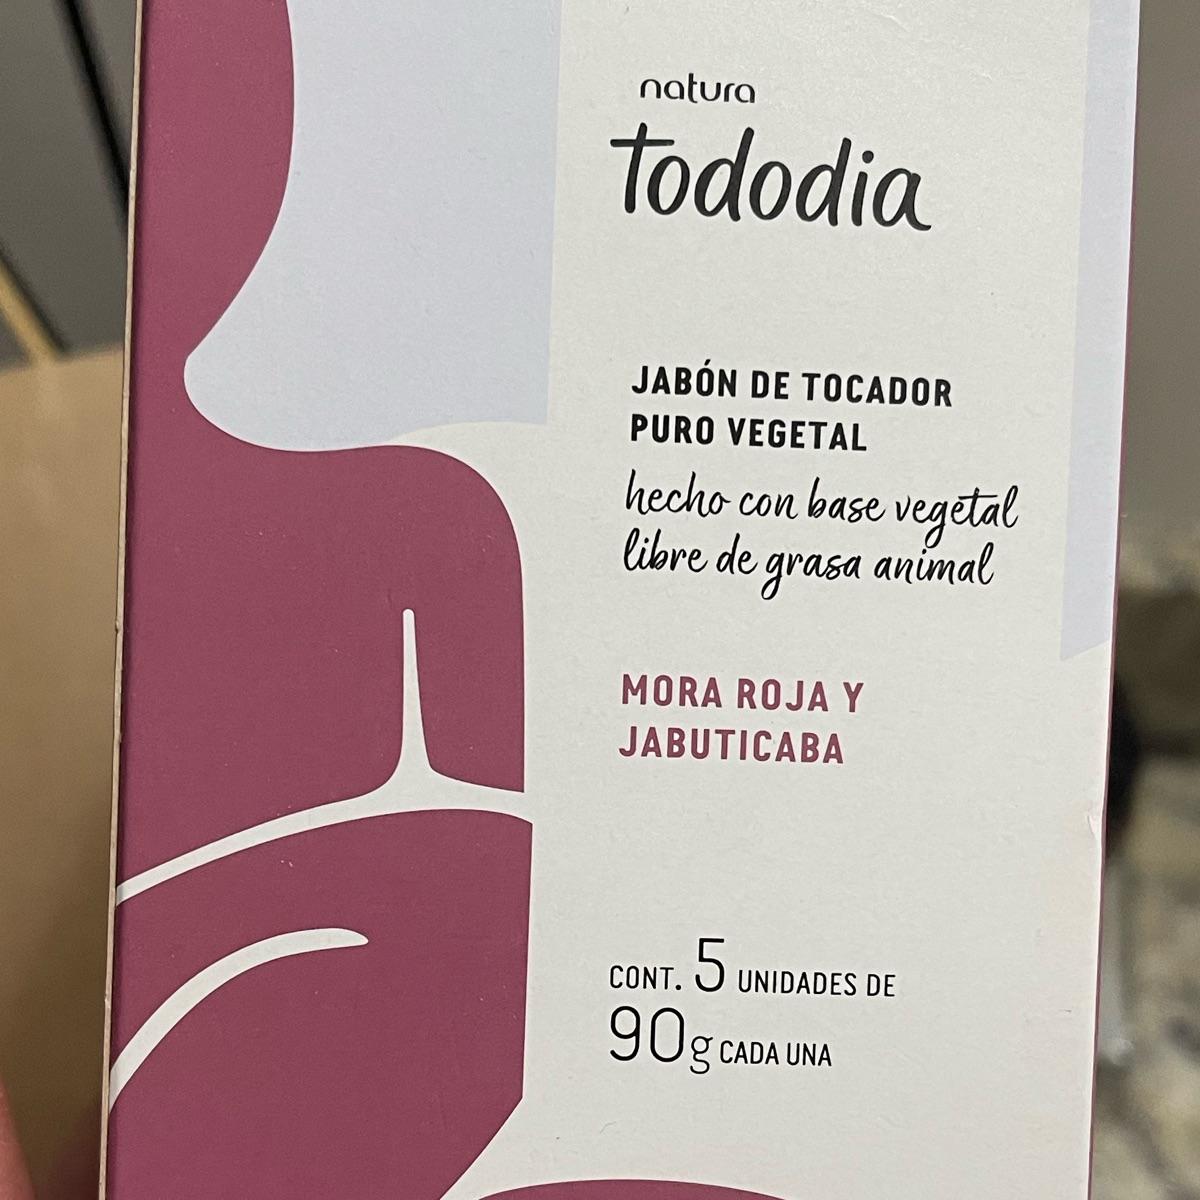 natura
tododia
JABÓN DE TOCADOR
PURO VEGETAL
hecho con base vegetal
libre de grasa animal
MORA ROJA Y
JABUTICABA
CONT. 5 UNIDADES DE
90g CADA UNA